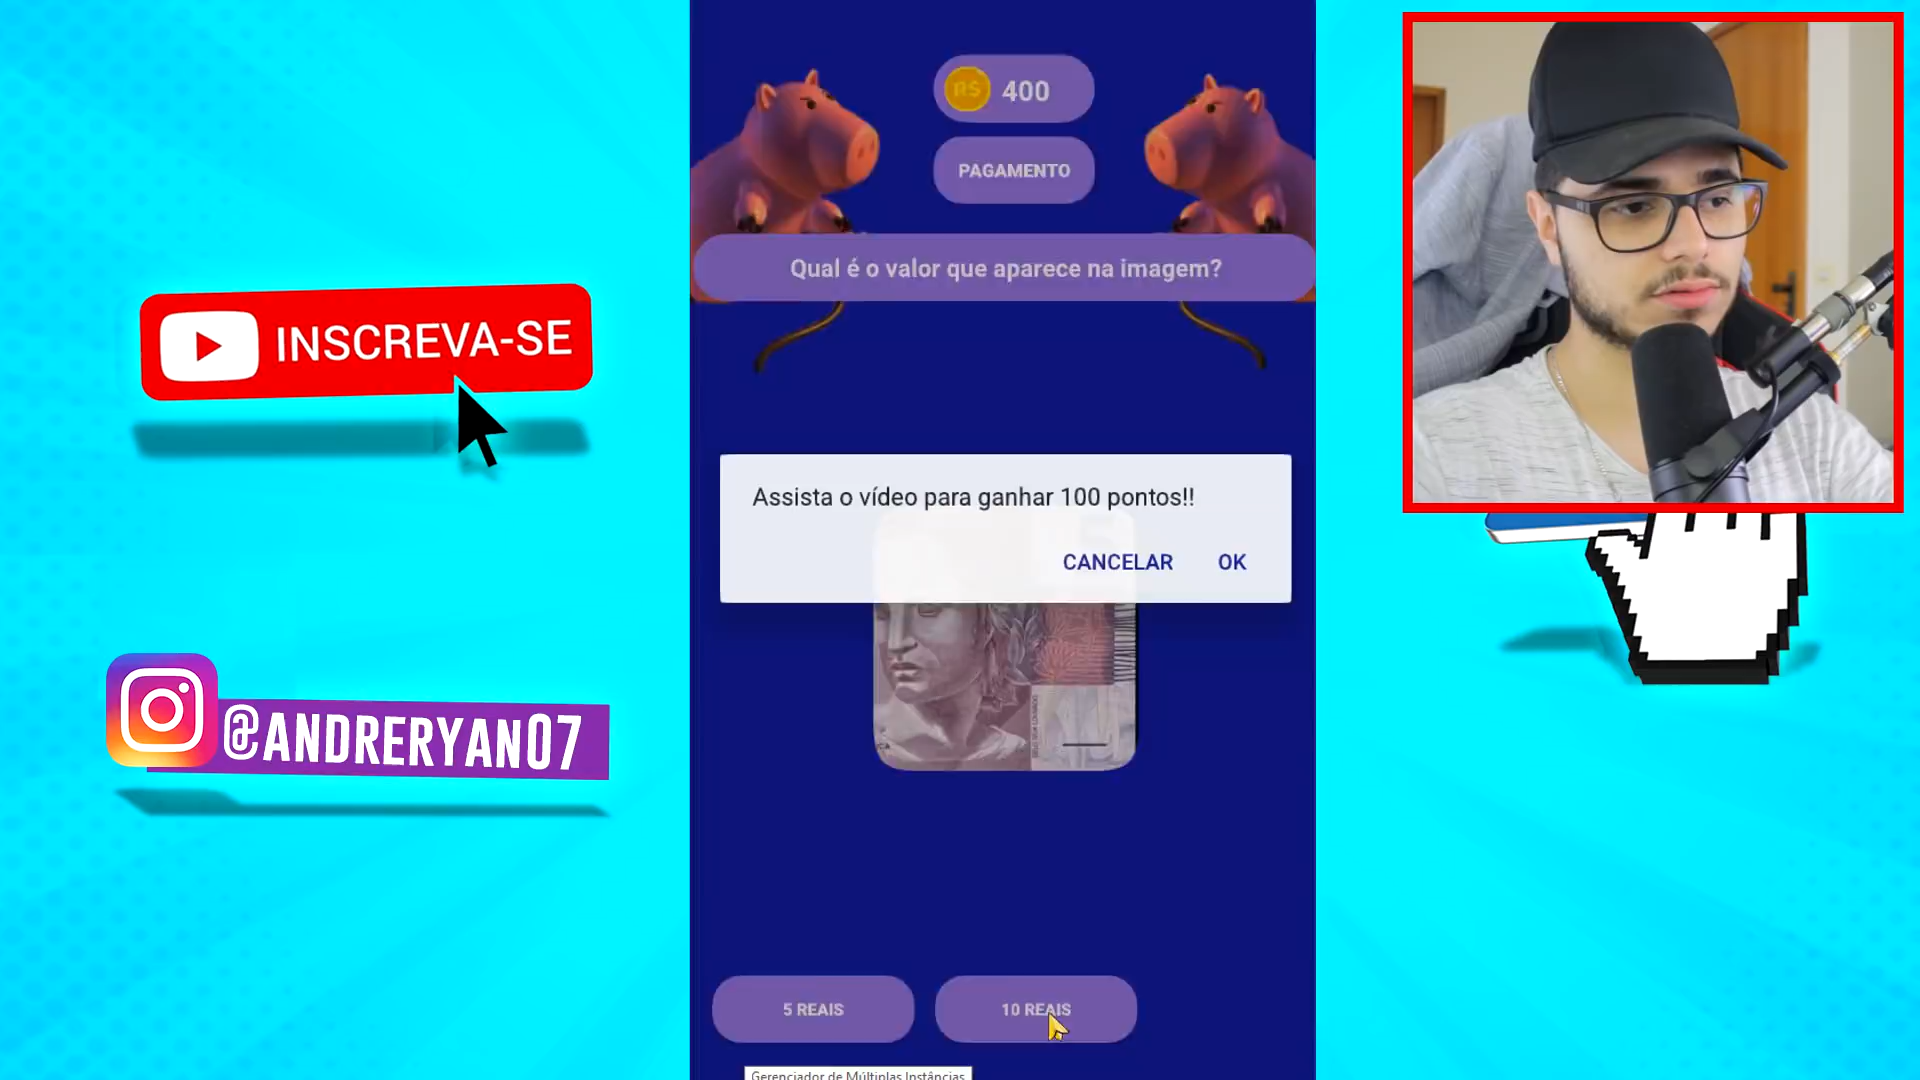 R$ 400
PAGAMENTO
Qual é o valor que aparece na imagem?
INSCREVA-SE
Assista o vídeo para ganhar 100 pontos!!
CANCELAR OK
@ANDRERYAN07
5 REAIS 10 REAIS
Gerenciador de Múltiplas Instâncias